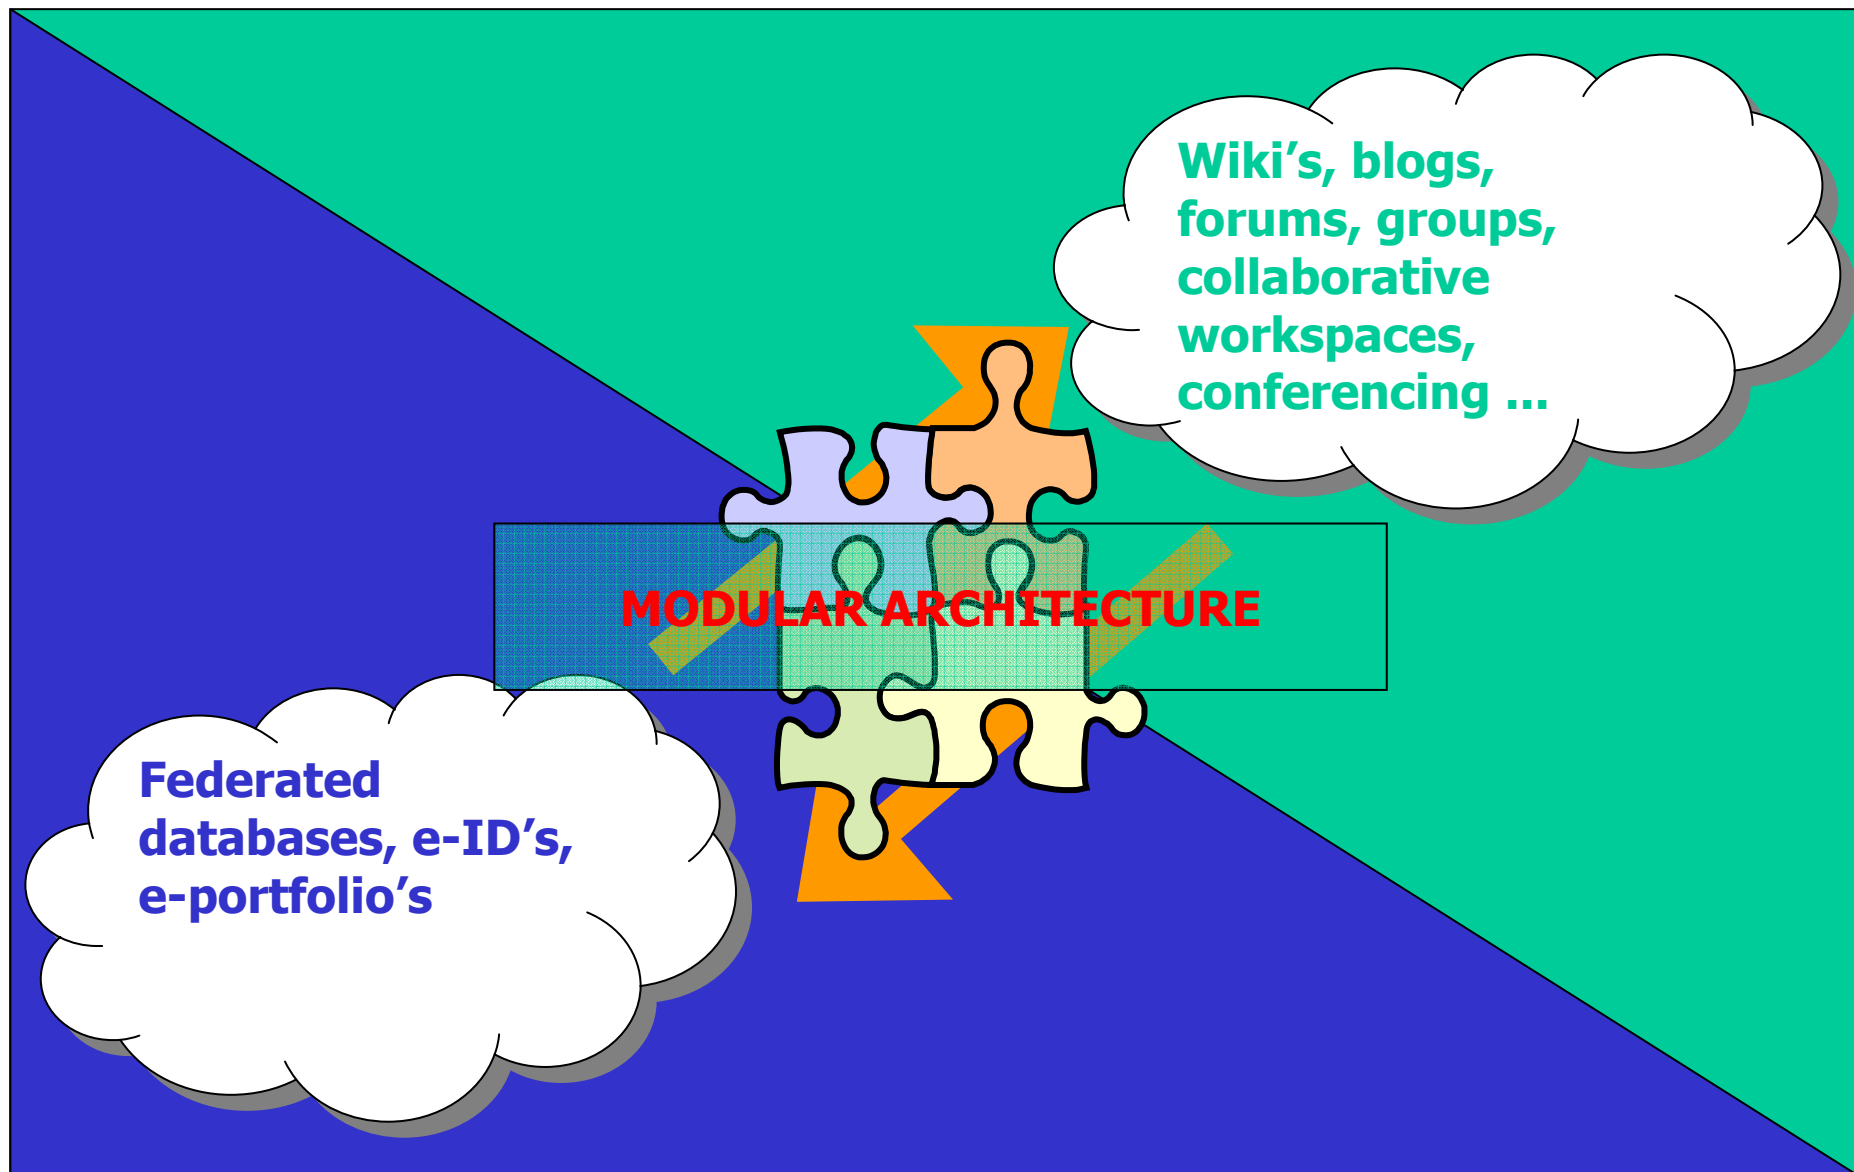 Wiki’s, blogs,
forums, groups,
collaborative
workspaces,
conferencing ...
MODULAR ARCHITECTURE
Federated
databases, e-ID’s,
e-portfolio’s